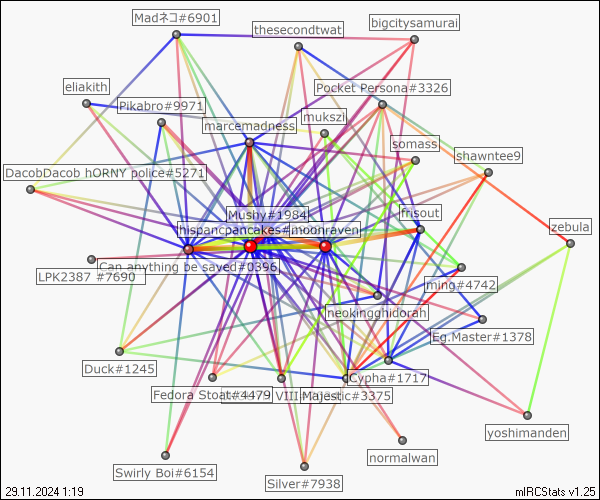 Madネコ#6901
bigcitysamurai
thesecondtwat
Pocket Persona#3326
eliakith
Pikabro#9971
mukszi
marcemadness
somass
shawntee9
DacobDacob hORNY police#5271
Mushy#1984
frisout
moonraven
zebula
Can anything be saved#0396
LPK2387 #7690
ming#4742
neokingghidorah
Eg.Master#1378
Duck#1245
Cypha#1717
Fedora Stoat#4479
VIII Majestic#3375
yoshimanden
normalwan
Swirly Boi#6154
Silver#7938
29.11.2024 1:19
mIRCStats v1.25